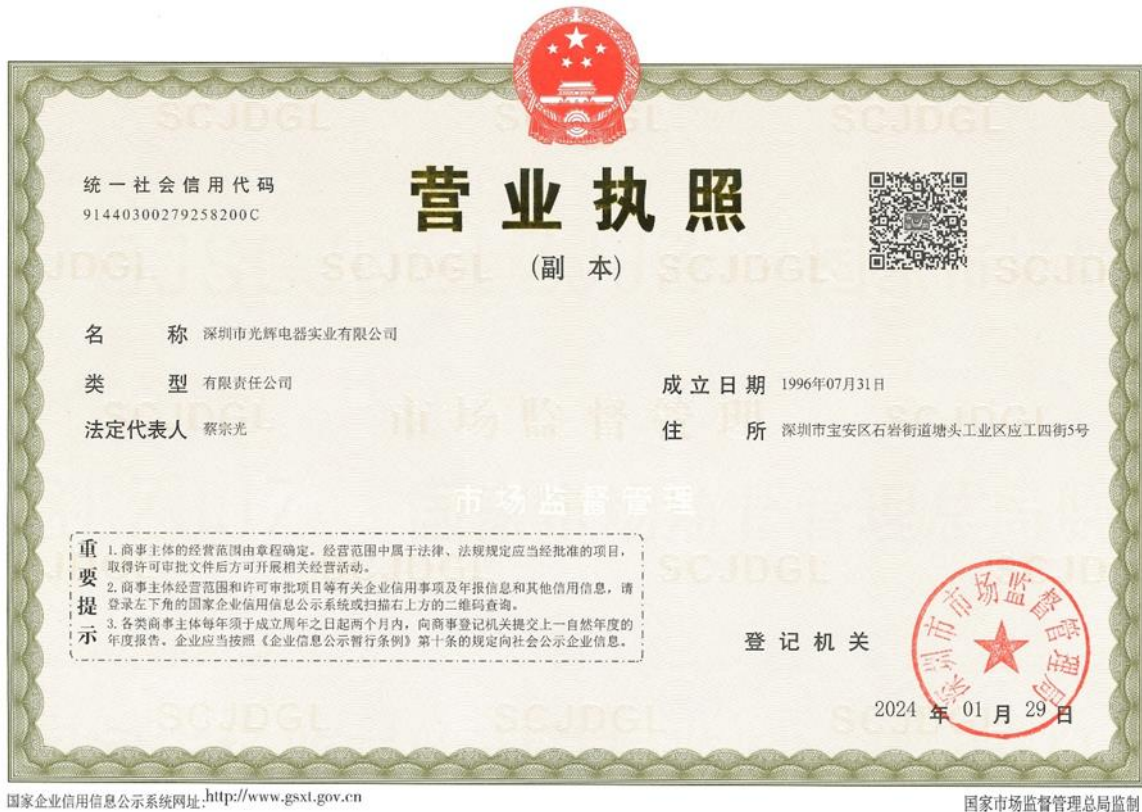 统一社会信用代码
91440300279258200C
营业执照
(副 本)
名 称 深圳市光辉电器实业有限公司
类 型 有限责任公司
成立日期 1996年07月31日
法定代表人 蔡宗光
住 所 深圳市宝安区石岩街道塘头工业区应工四街5号
市场监督管理
市场监督管理
重要提示
1. 商事主体的经营范围由章程确定。经营范围中属于法律、法规规定应当经批准的项目，
取得许可审批文件后方可开展相关经营活动。
2. 商事主体经营范围和许可审批项目等有关企业信用事项及年报信息和其他信用信息，请
登录左下角的国家企业信用信息公示系统或扫描右上方的二维码查询。
3. 各类商事主体每年须于成立周年之日起两个月内，向商事登记机关提交上一自然年度的
年度报告。企业应当按照《企业信息公示暂行条例》第十条的规定向社会公示企业信息。
登记机关
深圳市市场监督管理局
2024 年 01 月 29 日
国家企业信用信息公示系统网址:http://www.gsxt.gov.cn
国家市场监督管理总局监制
SCJDGL